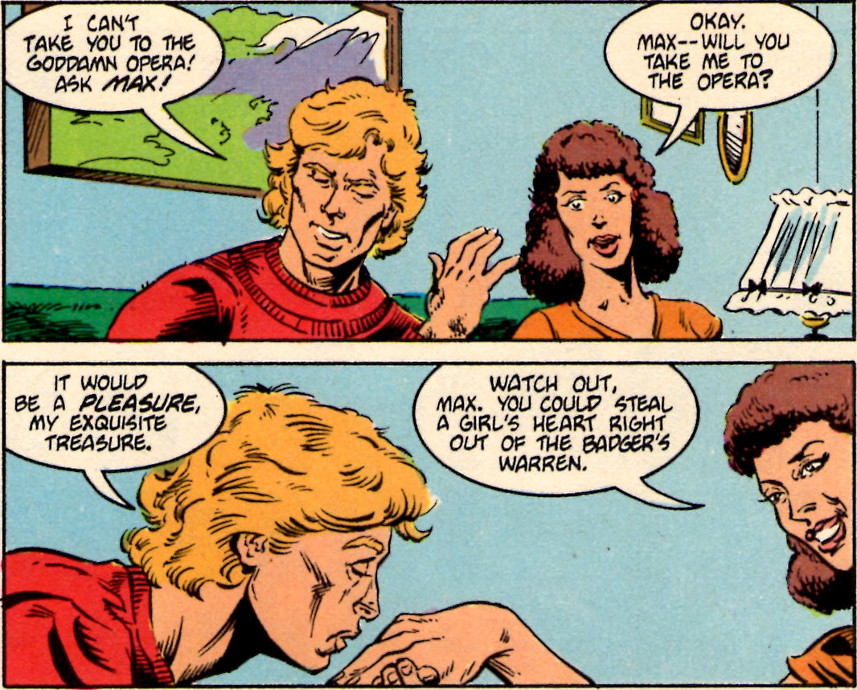 I CAN'T
TAKE YOU TO THE
GODDAMN OPERA!
ASK MAX!
OKAY.
MAX--WILL YOU
TAKE ME TO
THE OPERA?
IT WOULD
BE A PLEASURE,
MY EXQUISITE
TREASURE.
WATCH OUT,
MAX. YOU COULD STEAL
A GIRL'S HEART RIGHT
OUT OF THE BADGER'S
WARREN.